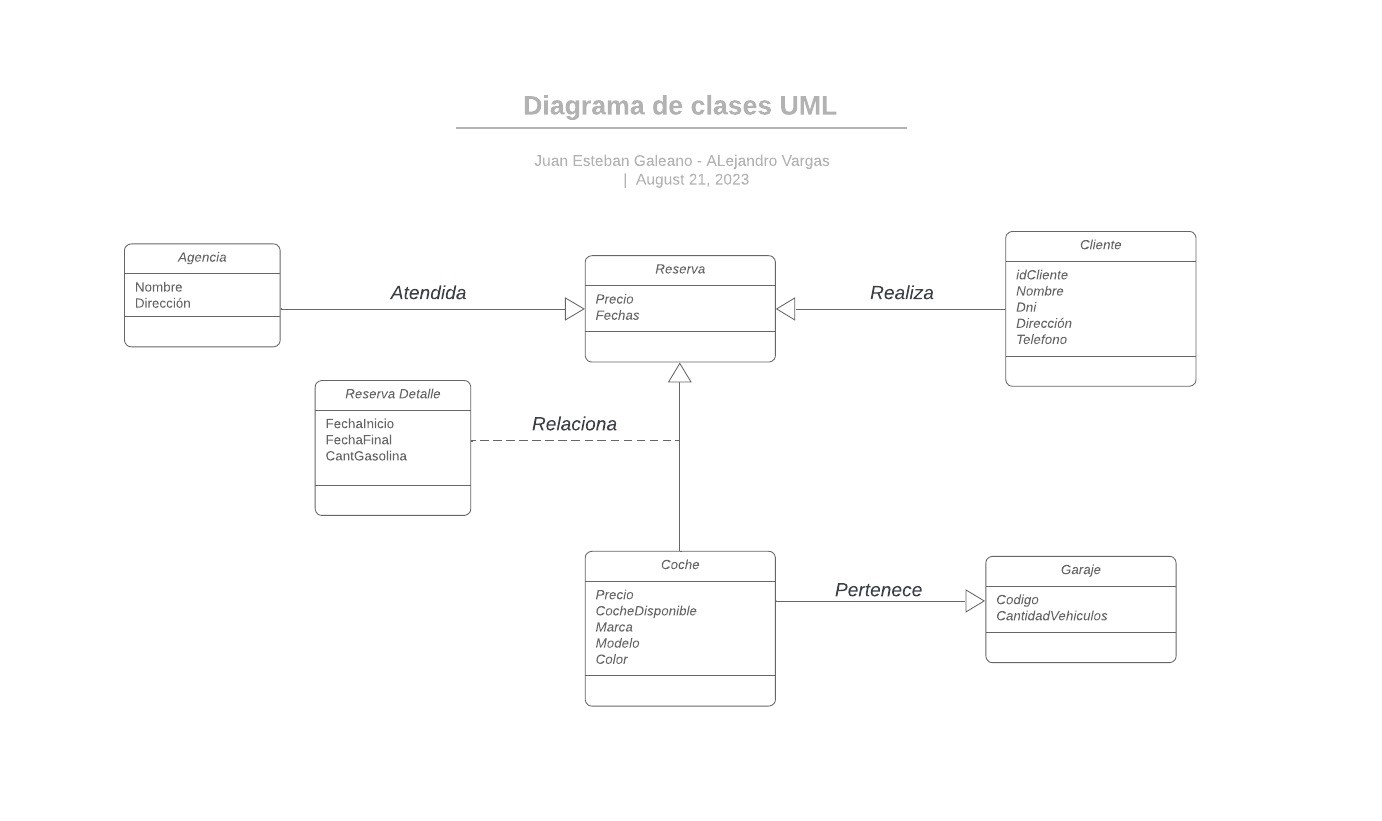 Diagrama de clases UML
Juan Esteban Galeano - ALejandro Vargas
| August 21, 2023
Agencia
Nombre
Dirección
Atendida
Reserva
Precio
Fechas
Realiza
Cliente
idCliente
Nombre
Dni
Dirección
Telefono
Reserva Detalle
FechaInicio
FechaFinal
CantGasolina
Relaciona
Coche
Precio
CocheDisponible
Marca
Modelo
Color
Pertenece
Garaje
Codigo
CantidadVehiculos